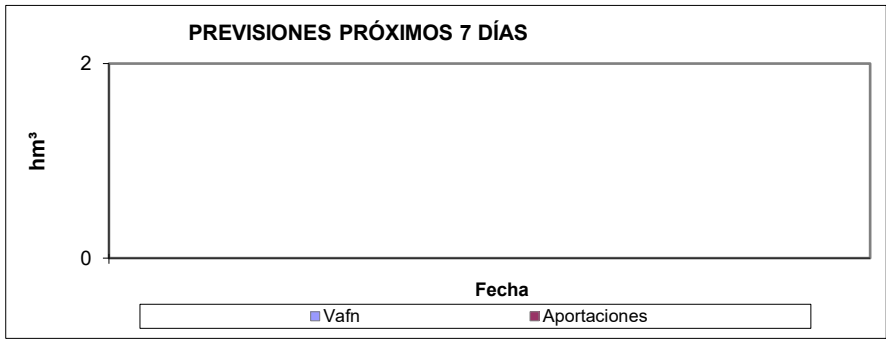 PREVISIONES PRÓXIMOS 7 DÍAS
2
hm³
0
Fecha
Vafn Aportaciones